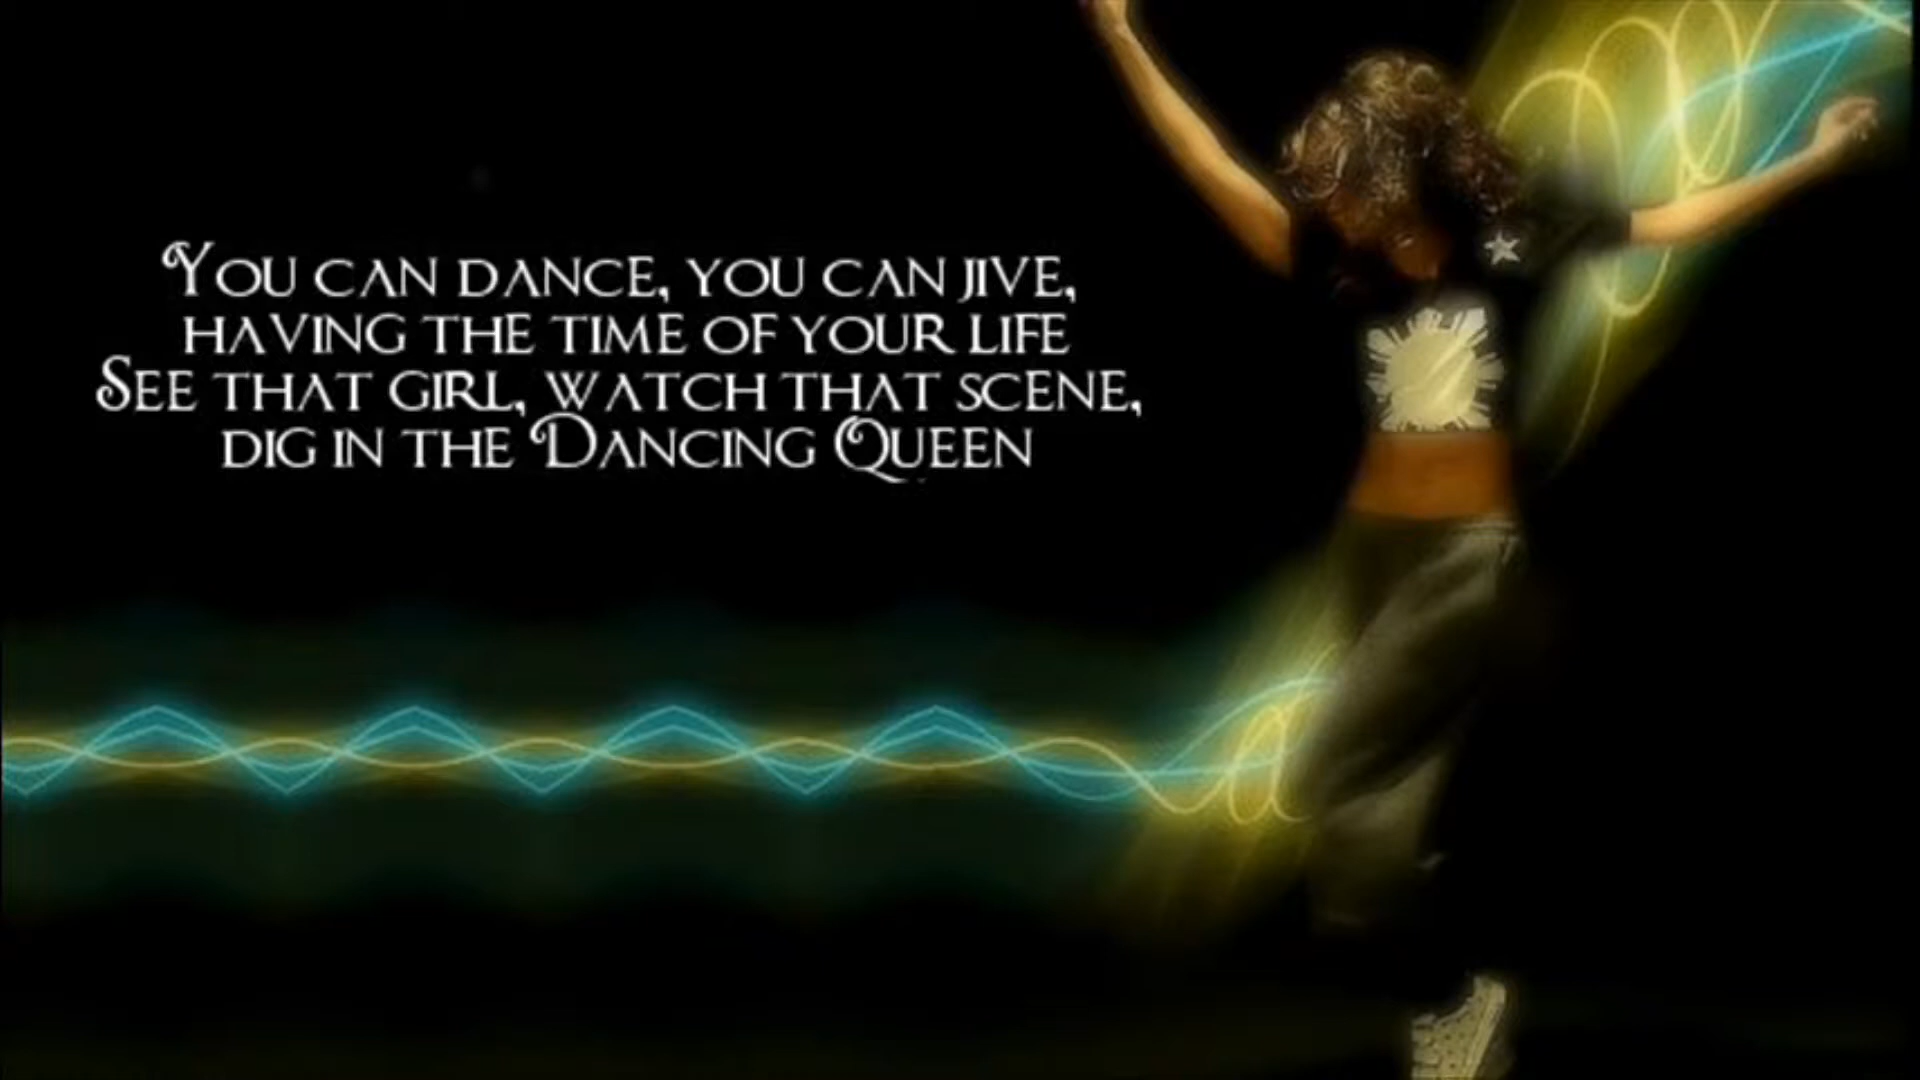 You can dance, you can jive,
having the time of your life
See that girl, watch that scene,
dig in the Dancing Queen